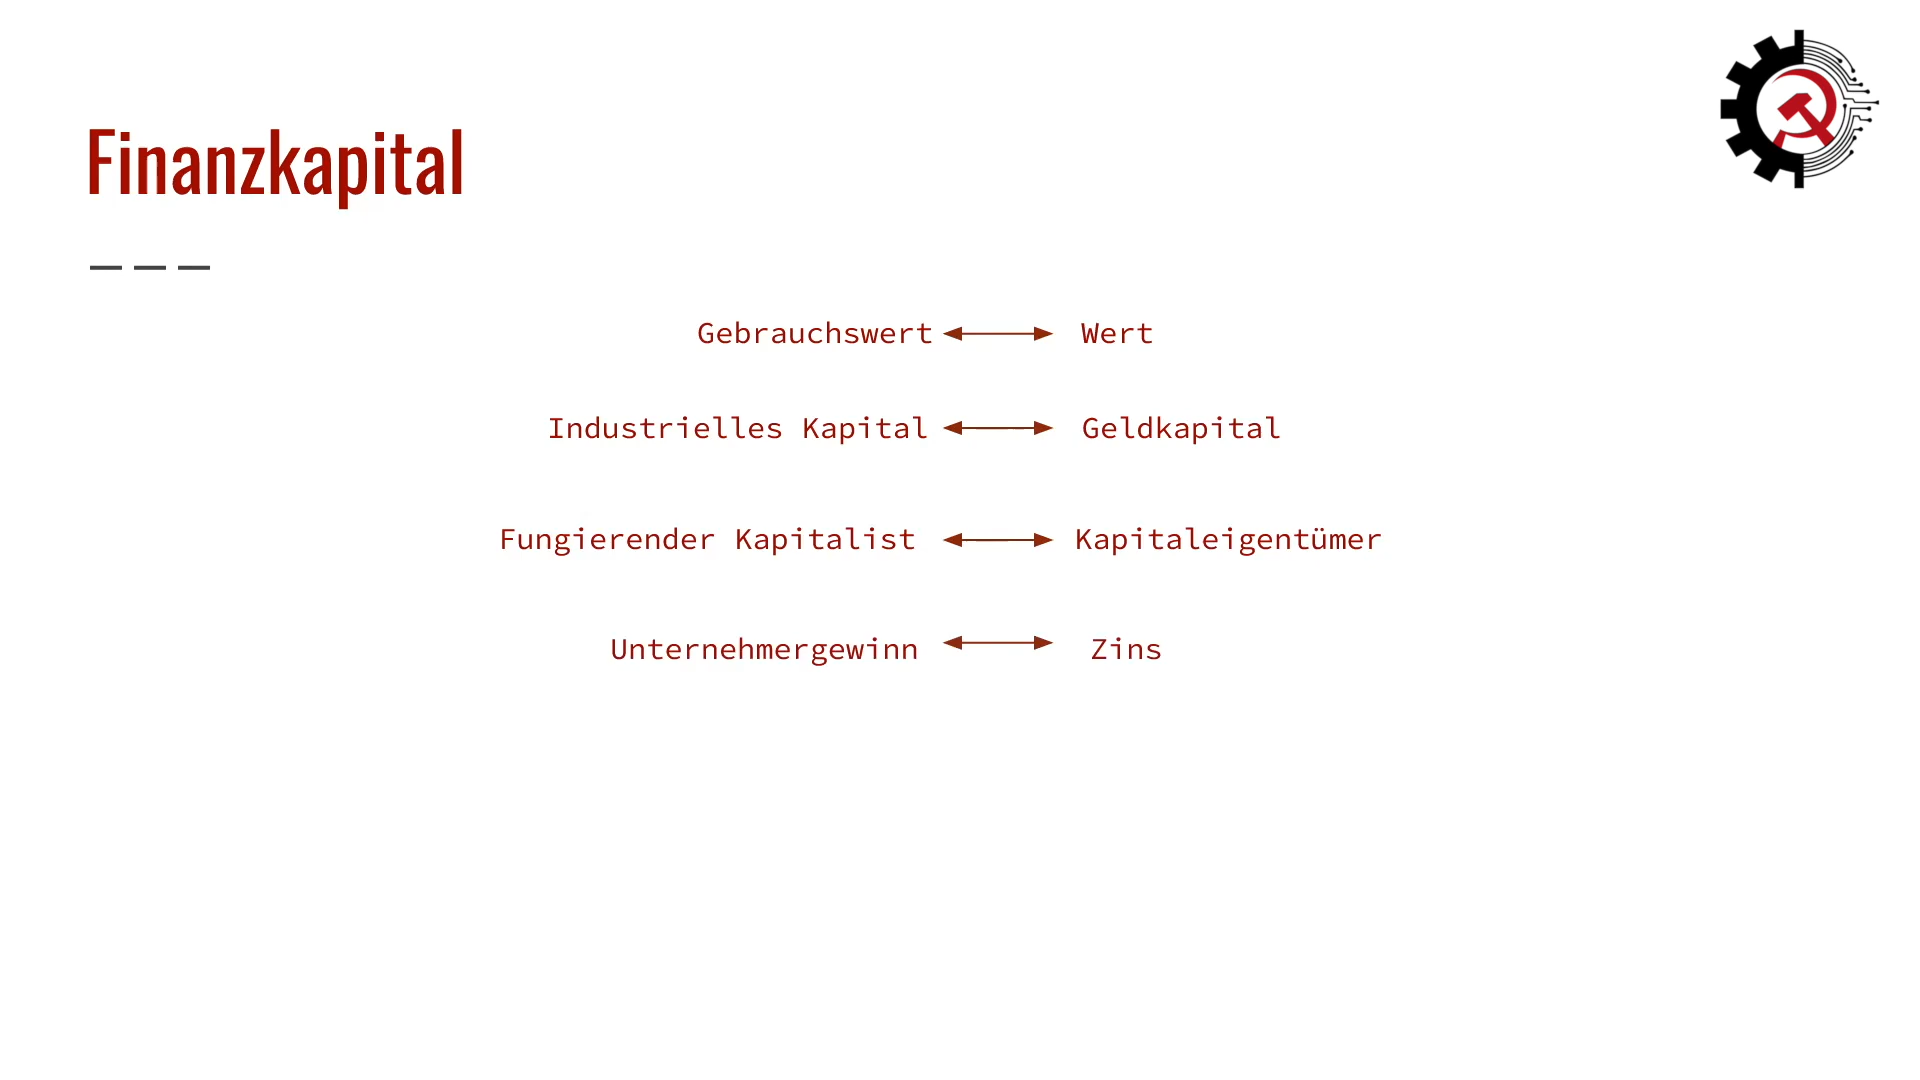 Finanzkapital
Gebrauchswert Wert
Industrielles Kapital Geldkapital
Fungierender Kapitalist Kapitaleigentümer
Unternehmergewinn Zins